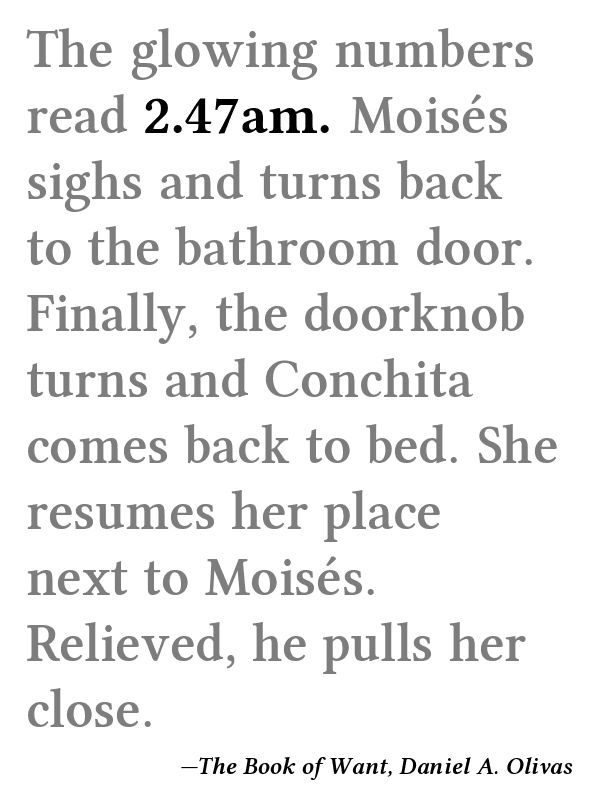 The glowing numbers
read 2.47am. Moisés
sighs and turns back
to the bathroom door.
Finally, the doorknob
turns and Conchita
comes back to bed. She
resumes her place
next to Moisés.
Relieved, he pulls her
close.
—The Book of Want, Daniel A. Olivas